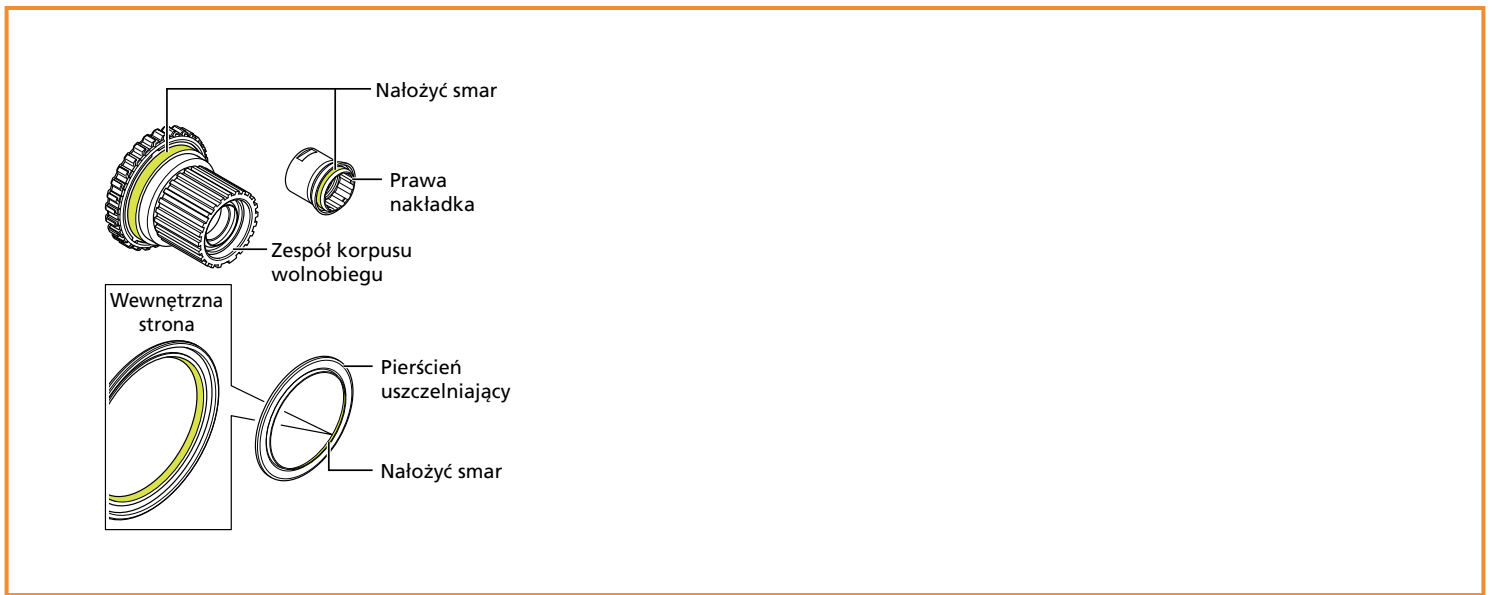 Nałożyć smar
Prawa
nakładka
Zespół korpusu
wolnobiegu
Wewnętrzna
strona
Pierścień
uszczelniający
Nałożyć smar